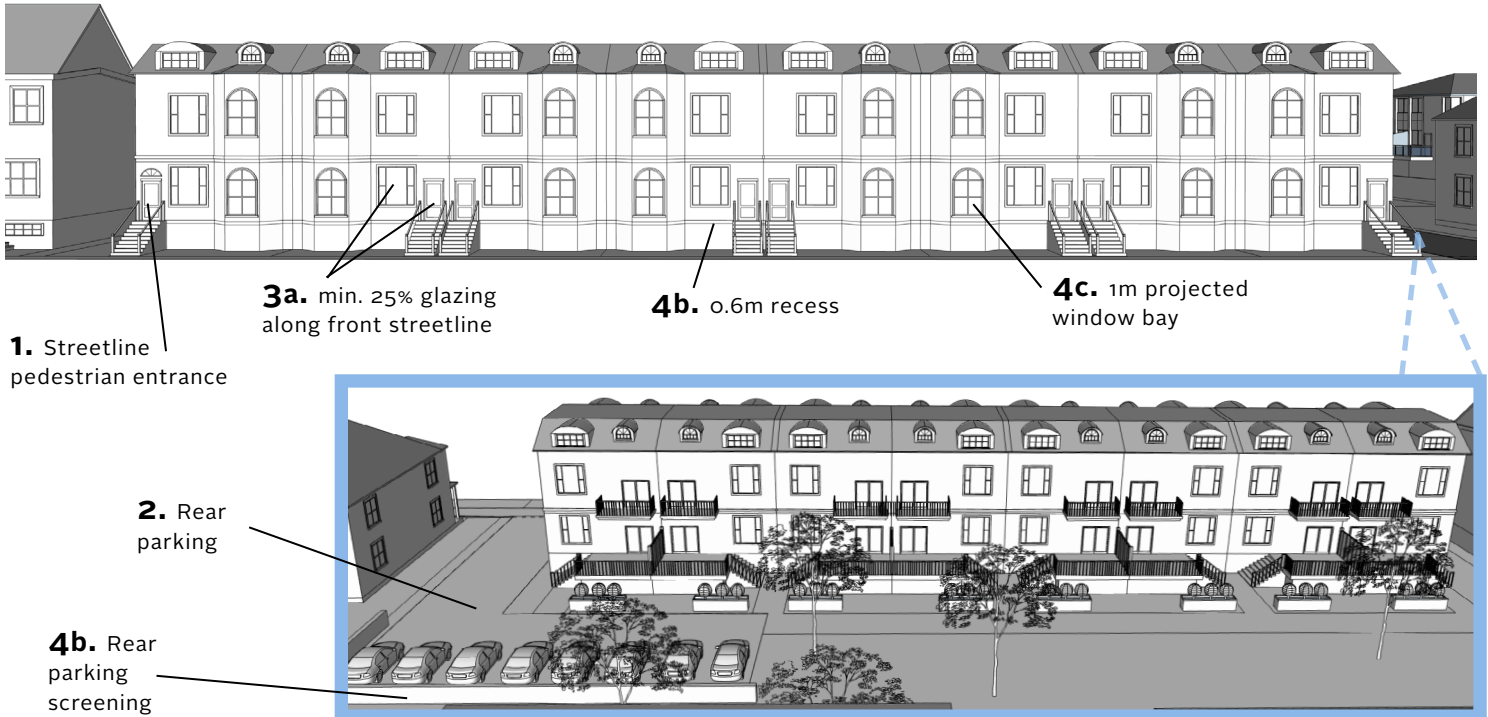 3a. min. 25% glazing
along front streetline
4b. 0.6m recess
4c. 1m projected
window bay
1. Streetline
pedestrian entrance
2. Rear
parking
4b. Rear
parking
screening